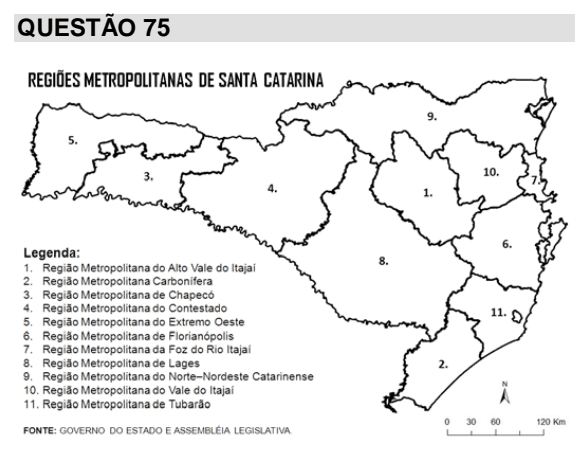 QUESTÃO 75
REGIÕES METROPOLITANAS DE SANTA CATARINA
9.
5.
3.
4.
1.
10.
7.
6.
8.
11.
2.
Legenda:
1. Região Metropolitana do Alto Vale do Itajaí
2. Região Metropolitana Carbonífera
3. Região Metropolitana de Chapecó
4. Região Metropolitana do Contestado
5. Região Metropolitana do Extremo Oeste
6. Região Metropolitana de Florianópolis
7. Região Metropolitana da Foz do Rio Itajaí
8. Região Metropolitana de Lages
9. Região Metropolitana do Norte–Nordeste Catarinense
10. Região Metropolitana do Vale do Itajaí
11. Região Metropolitana de Tubarão
N
0 30 60 120 Km
FONTE: GOVERNO DO ESTADO E ASSEMBLÉIA LEGISLATIVA.